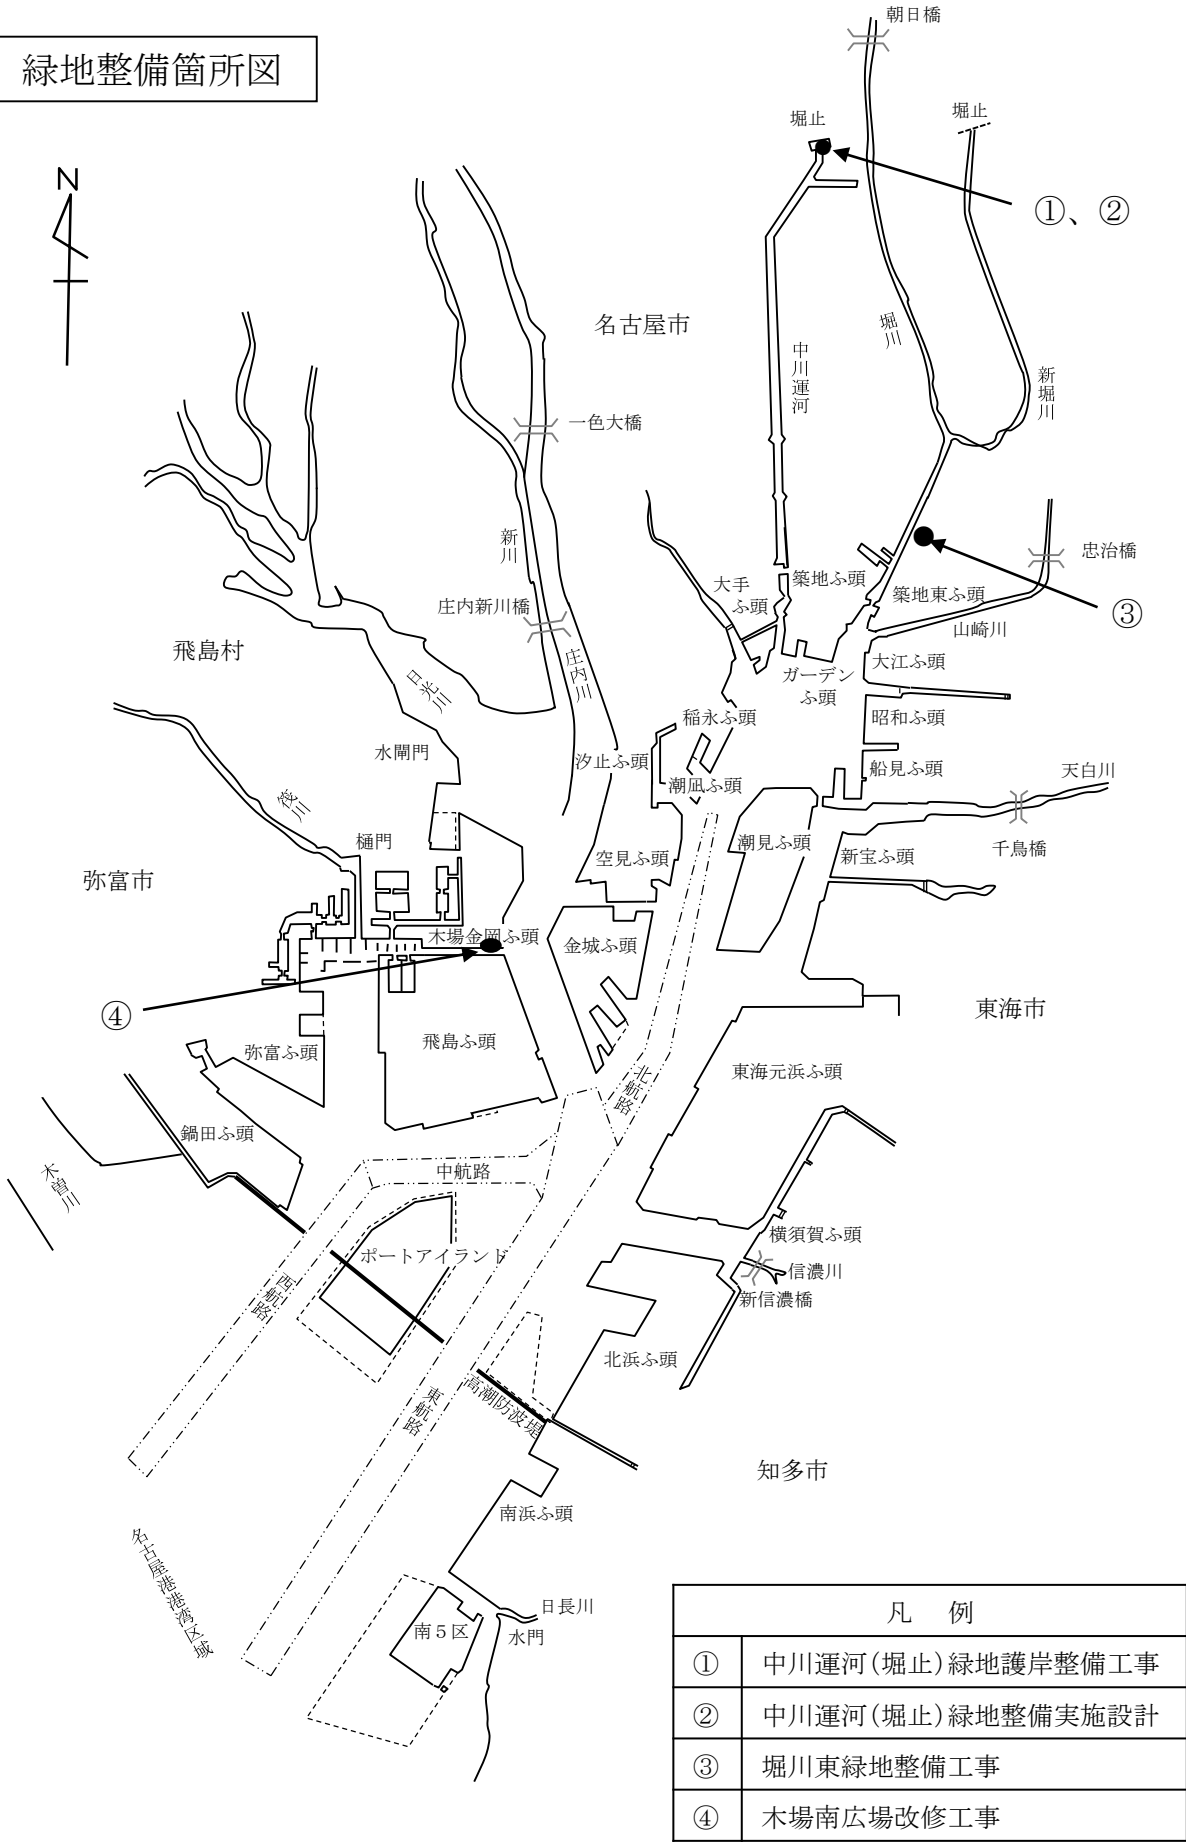 緑地整備箇所図
N
朝日橋
堀止
堀止
①、②
名古屋市
堀川
中川運河
新堀川
一色大橋
新川
忠治橋
築地ふ頭
大手
ふ頭
築地東ふ頭
庄内新川橋
③
山崎川
飛島村
庄内川
大江ふ頭
ガーデン
ふ頭
日光川
稲永ふ頭
昭和ふ頭
水閘門
汐止ふ頭
船見ふ頭
天白川
潮凪ふ頭
筏川
樋門
潮見ふ頭
千鳥橋
空見ふ頭
新宝ふ頭
弥富市
木場金岡ふ頭
金城ふ頭
東海市
④
飛島ふ頭
弥富ふ頭
東海元浜ふ頭
北航路
鍋田ふ頭
中航路
木曽川
横須賀ふ頭
ポートアイランド
信濃川
西航路
新信濃橋
北浜ふ頭
東航路
高潮防波堤
知多市
南浜ふ頭
名古屋港港湾区域
日長川
南5区
水門
凡 例
① 中川運河(堀止)緑地護岸整備工事
② 中川運河(堀止)緑地整備実施設計
③ 堀川東緑地整備工事
④ 木場南広場改修工事